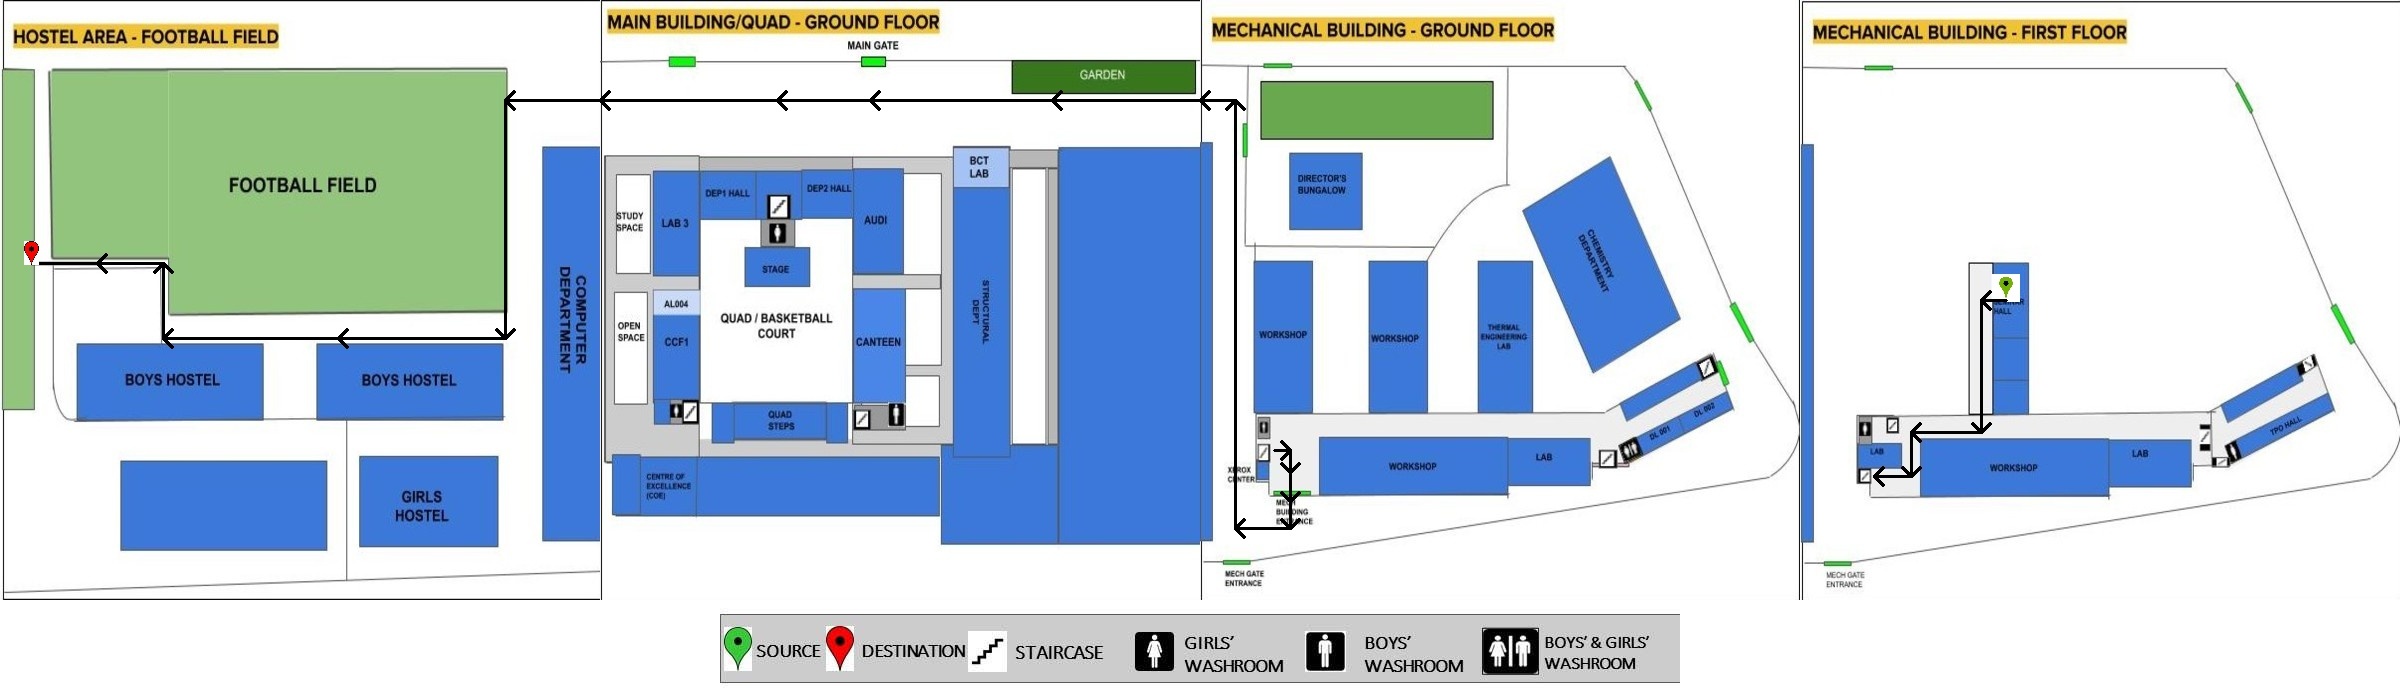 HOSTEL AREA - FOOTBALL FIELD
FOOTBALL FIELD
BOYS HOSTEL
BOYS HOSTEL
GIRLS
HOSTEL
COMPUTER
DEPARTMENT
MAIN BUILDING/QUAD - GROUND FLOOR
MAIN GATE
GARDEN
STUDY
SPACE
LAB 3
DEP1 HALL
DEP2 HALL
AUDI
BCT
LAB
STAGE
OPEN
SPACE
AL004
CCF1
QUAD / BASKETBALL
COURT
CANTEEN
STRUCTURAL
DEPT
QUAD
STEPS
CENTRE OF
EXCELLENCE
(COE)
MECHANICAL BUILDING - GROUND FLOOR
DIRECTOR'S
BUNGALOW
CHEMISTRY
DEPARTMENT
WORKSHOP
WORKSHOP
THERMAL
ENGINEERING
LAB
XEROX
CENTER
WORKSHOP
LAB
DL 001
DL 002
MECH
BUILDING
ENTRANCE
MECH GATE
ENTRANCE
MECHANICAL BUILDING - FIRST FLOOR
SEMINAR
HALL
LAB
WORKSHOP
LAB
TPO HALL
MECH GATE
ENTRANCE
SOURCE
DESTINATION
STAIRCASE
GIRLS'
WASHROOM
BOYS'
WASHROOM
BOYS' & GIRLS'
WASHROOM